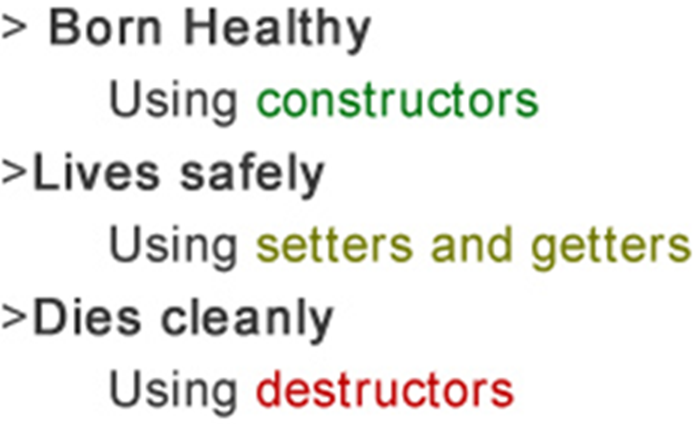 > Born Healthy
Using constructors
>Lives safely
Using setters and getters
>Dies cleanly
Using destructors